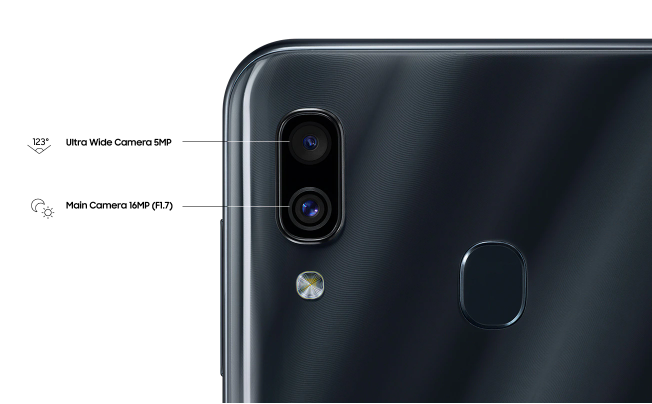 123°
Ultra Wide Camera 5MP
Main Camera 16MP (F1.7)